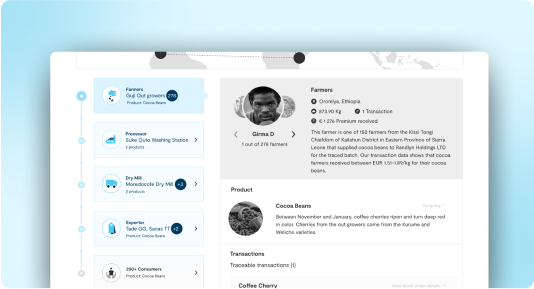 Farmers
Guji Out growers 276
Product: Cocoa Beans
Processor
Suke Quto Washing Station
2 products
Dry Mill
Moredocofe Dry Mill +3
2 products
Exporter
Tade GG, Sucas TT +2
Product: Cocoa Beans
250+ Consumers
Product: Cocoa Beans
Girma D
1 out of 276 farmers
Farmers
Oromiya, Ethiopia
873.90 Kg
1 Transaction
€ 1 276 Premium received
This farmer is one of 150 farmers from the Kissi Tongi
Chiefdom of Kailahun District in Eastern Province of Sierra
Leone that supplied cocoa beans to Randlyn Holdings LTD
for the traced batch. Our transaction data shows that cocoa
farmers received between EUR 1.51-1.89/kg for their cocoa
beans.
Product
Cocoa Beans
Between November and January, coffee cherries ripen and turn deep red
in color. Cherries from the out growers come from the Kurume and
Welicho varieties.
Transactions
Traceable transactions (1)
Coffee Cherry